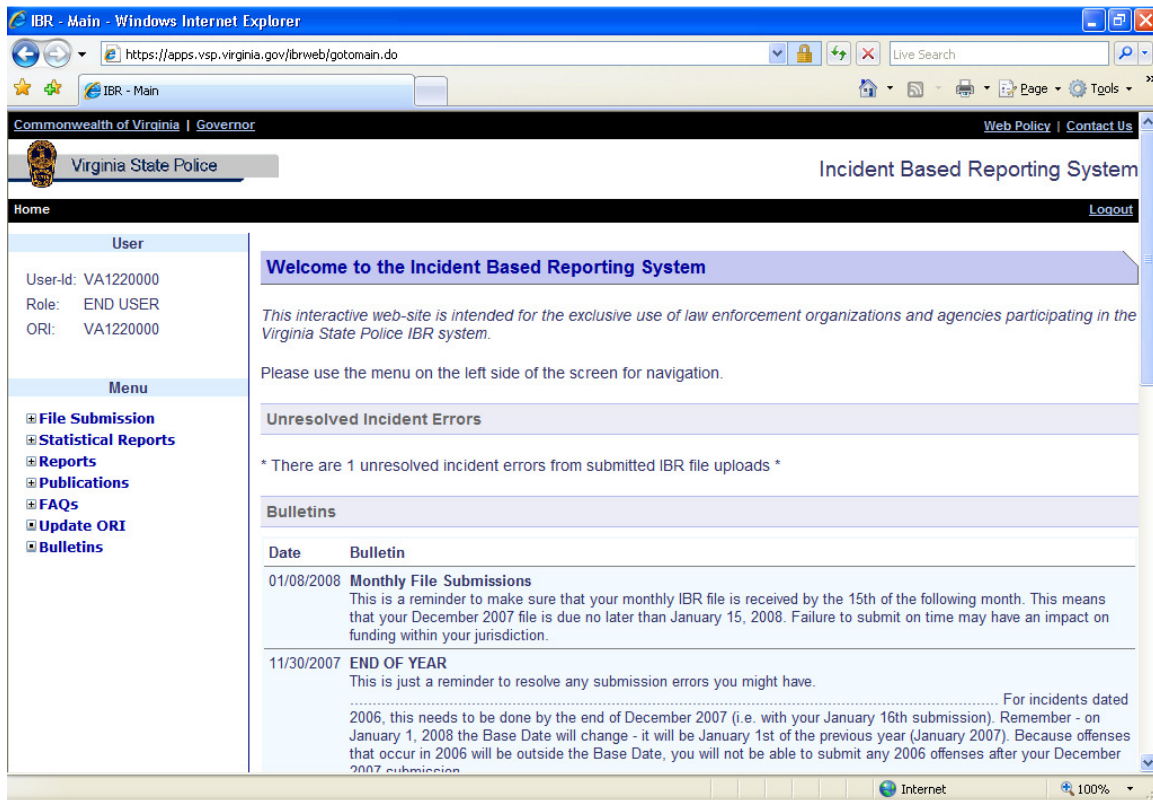 IBR - Main - Windows Internet Explorer
https://apps.vsp.virginia.gov/ibrweb/gotomain.do
Live Search
IBR - Main
Page
Tools
Commonwealth of Virginia | Governor
Web Policy | Contact Us
Virginia State Police
Incident Based Reporting System
Home
Logout
User
User-Id: VA1220000
Role: END USER
ORI: VA1220000
Menu
File Submission
Statistical Reports
Reports
Publications
FAQs
Update ORI
Bulletins
Welcome to the Incident Based Reporting System
This interactive web-site is intended for the exclusive use of law enforcement organizations and agencies participating in the
Virginia State Police IBR system.
Please use the menu on the left side of the screen for navigation.
Unresolved Incident Errors
* There are 1 unresolved incident errors from submitted IBR file uploads *
Bulletins
Date Bulletin
01/08/2008 Monthly File Submissions
This is a reminder to make sure that your monthly IBR file is received by the 15th of the following month. This means
that your December 2007 file is due no later than January 15, 2008. Failure to submit on time may have an impact on
funding within your jurisdiction.
11/30/2007 END OF YEAR
This is just a reminder to resolve any submission errors you might have.
For incidents dated
2006, this needs to be done by the end of December 2007 (i.e. with your January 16th submission). Remember - on
January 1, 2008 the Base Date will change - it will be January 1st of the previous year (January 2007). Because offenses
that occur in 2006 will be outside the Base Date, you will not be able to submit any 2006 offenses after your December
2007 submission
Internet
100%